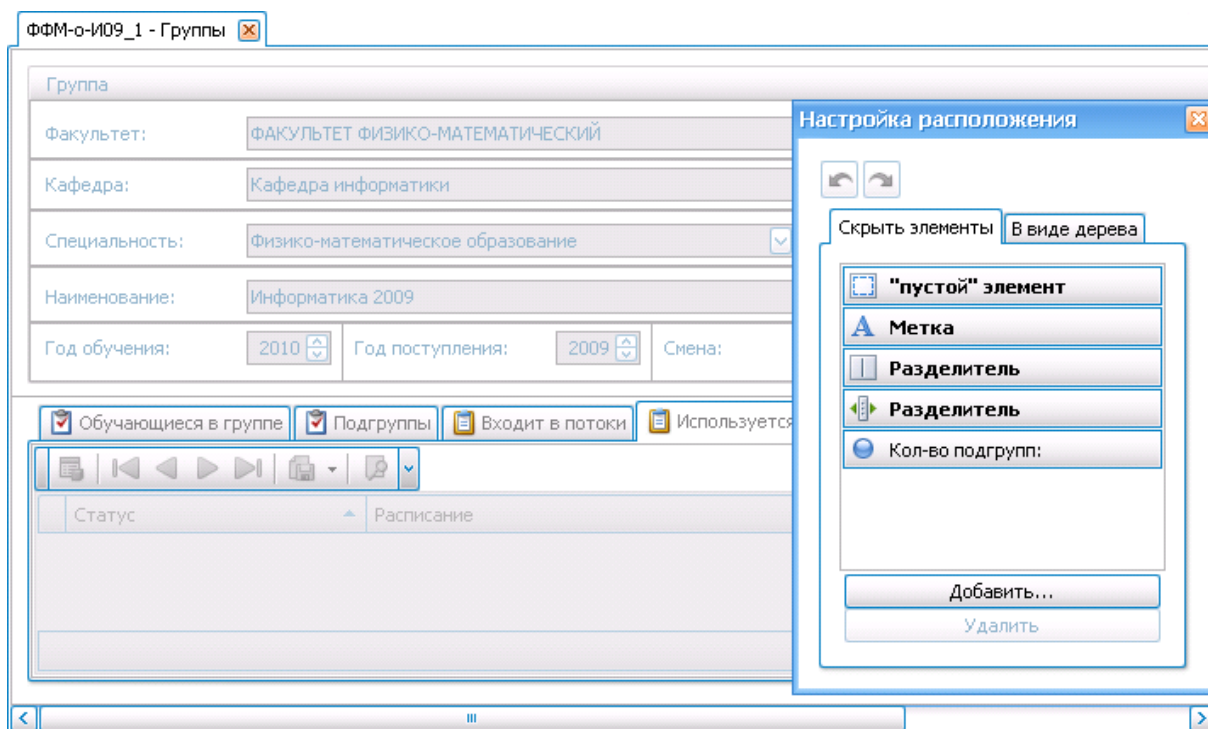 ФФМ-о-И09_1 - Группы
Группа
Факультет: ФАКУЛЬТЕТ ФИЗИКО-МАТЕМАТИЧЕСКИЙ
Кафедра: Кафедра информатики
Специальность: Физико-математическое образование
Наименование: Информатика 2009
Год обучения: 2010 Год поступления: 2009 Смена:
Обучающиеся в группе Подгруппы Входит в потоки Используется
Статус Расписание
Настройка расположения
Скрыть элементы В виде дерева
"пустой" элемент
Метка
Разделитель
Разделитель
Кол-во подгрупп:
Добавить...
Удалить